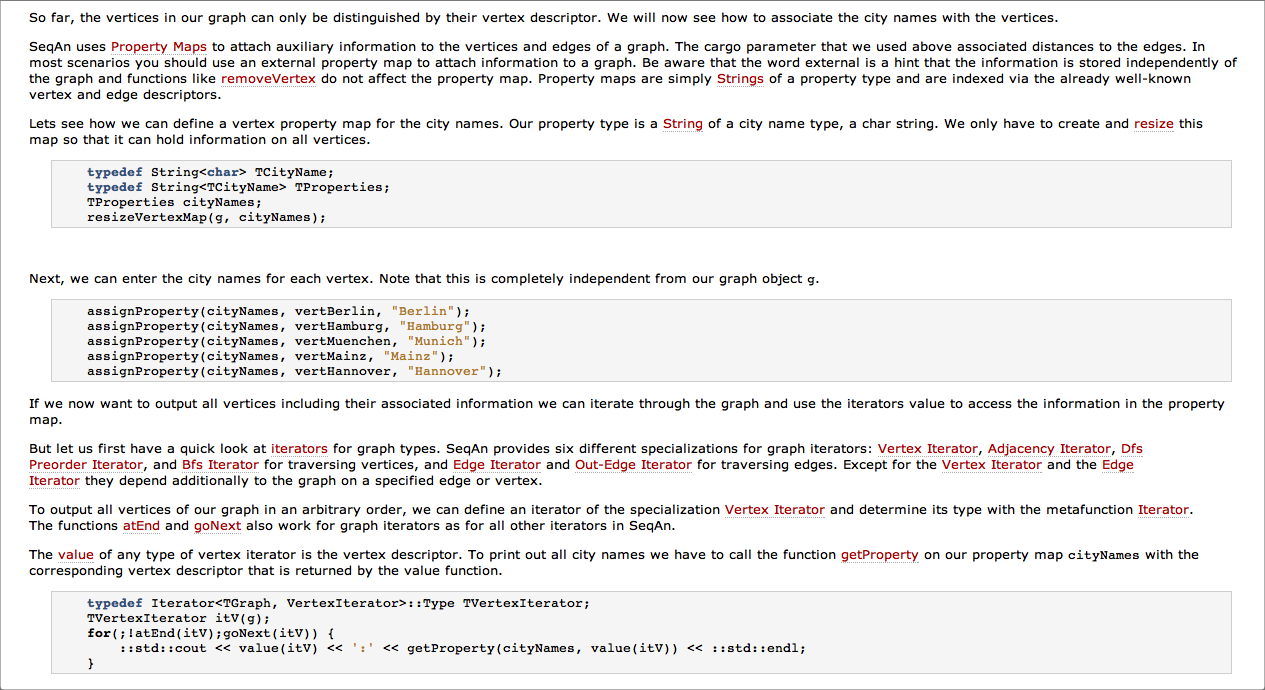 So far, the vertices in our graph can only be distinguished by their vertex descriptor. We will now see how to associate the city names with the vertices.
SeqAn uses Property Maps to attach auxiliary information to the vertices and edges of a graph. The cargo parameter that we used above associated distances to the edges. In
most scenarios you should use an external property map to attach information to a graph. Be aware that the word external is a hint that the information is stored independently of
the graph and functions like removeVertex do not affect the property map. Property maps are simply Strings of a property type and are indexed via the already well-known
vertex and edge descriptors.
Lets see how we can define a vertex property map for the city names. Our property type is a String of a city name type, a char string. We only have to create and resize this
map so that it can hold information on all vertices.
typedef String<char> TCityName;
typedef String<TCityName> TProperties;
TProperties cityNames;
resizeVertexMap(g, cityNames);
Next, we can enter the city names for each vertex. Note that this is completely independent from our graph object g.
assignProperty(cityNames, vertBerlin, "Berlin");
assignProperty(cityNames, vertHamburg, "Hamburg");
assignProperty(cityNames, vertMuenchen, "Munich");
assignProperty(cityNames, vertMainz, "Mainz");
assignProperty(cityNames, vertHannover, "Hannover");
If we now want to output all vertices including their associated information we can iterate through the graph and use the iterators value to access the information in the property
map.
But let us first have a quick look at iterators for graph types. SeqAn provides six different specializations for graph iterators: Vertex Iterator, Adjacency Iterator, Dfs
Preorder Iterator, and Bfs Iterator for traversing vertices, and Edge Iterator and Out-Edge Iterator for traversing edges. Except for the Vertex Iterator and the Edge
Iterator they depend additionally to the graph on a specified edge or vertex.
To output all vertices of our graph in an arbitrary order, we can define an iterator of the specialization Vertex Iterator and determine its type with the metafunction Iterator.
The functions atEnd and goNext also work for graph iterators as for all other iterators in SeqAn.
The value of any type of vertex iterator is the vertex descriptor. To print out all city names we have to call the function getProperty on our property map cityNames with the
corresponding vertex descriptor that is returned by the value function.
typedef Iterator<TGraph, VertexIterator>::Type TVertexIterator;
TVertexIterator itV(g);
for(;!atEnd(itV);goNext(itV)) {
::std::cout << value(itV) << ':' << getProperty(cityNames, value(itV)) << ::std::endl;
}